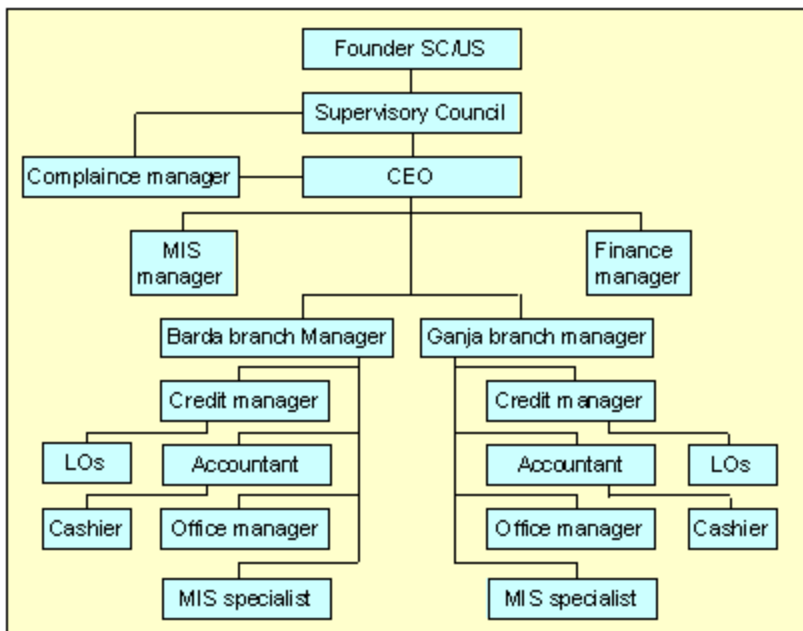 Founder SC/US
Supervisory Council
Complaince manager
CEO
MIS
manager
Finance
manager
Barda branch Manager
Ganja branch manager
Credit manager
Credit manager
LOs
Accountant
Accountant
LOs
Cashier
Office manager
Office manager
Cashier
MIS specialist
MIS specialist